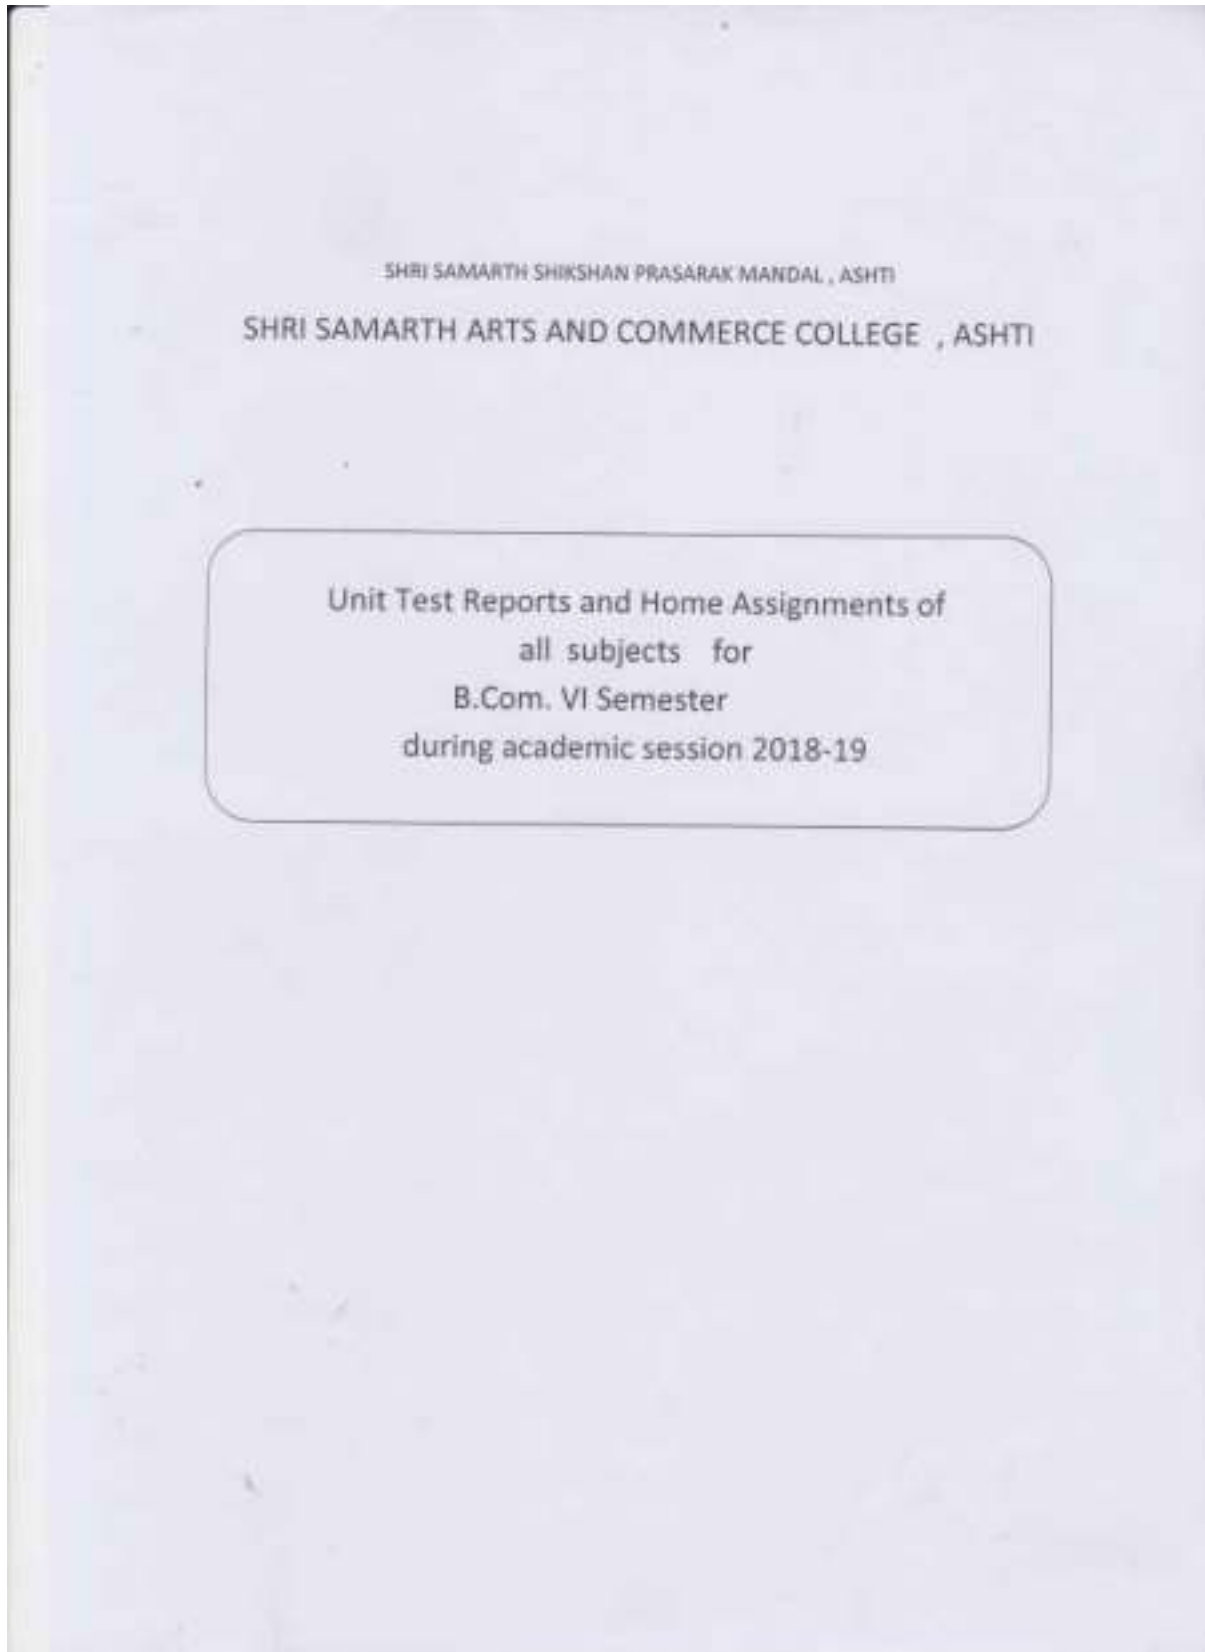 SHRI SAMARTH SHIKSHAN PRASARAK MANDAL , ASHTI
SHRI SAMARTH ARTS AND COMMERCE COLLEGE , ASHTI
Unit Test Reports and Home Assignments of
all subjects for
B.Com. VI Semester
during academic session 2018-19